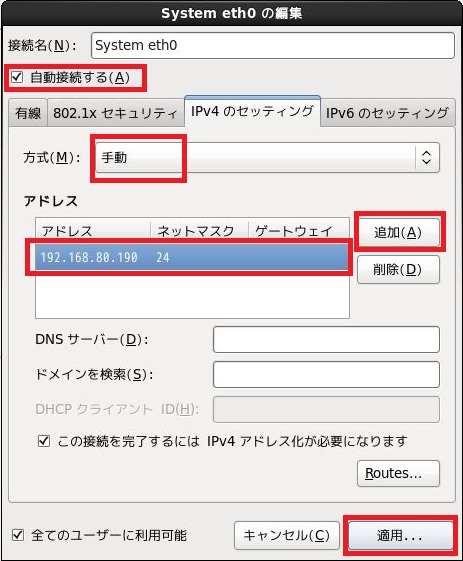 System eth0 の編集
接続名(N): System eth0
自動接続する(A)
有線 802.1x セキュリティ IPv4 のセッティング IPv6 のセッティング
方式(M): 手動
アドレス
アドレス ネットマスク ゲートウェイ 追加(A)
192.168.80.190 24
削除(D)
DNS サーバー(D):
ドメインを検索(S):
DHCP クライアント ID(H):
この接続を完了するには IPv4 アドレス化が必要になります
Routes...
全てのユーザーに利用可能 キャンセル(C) 適用...